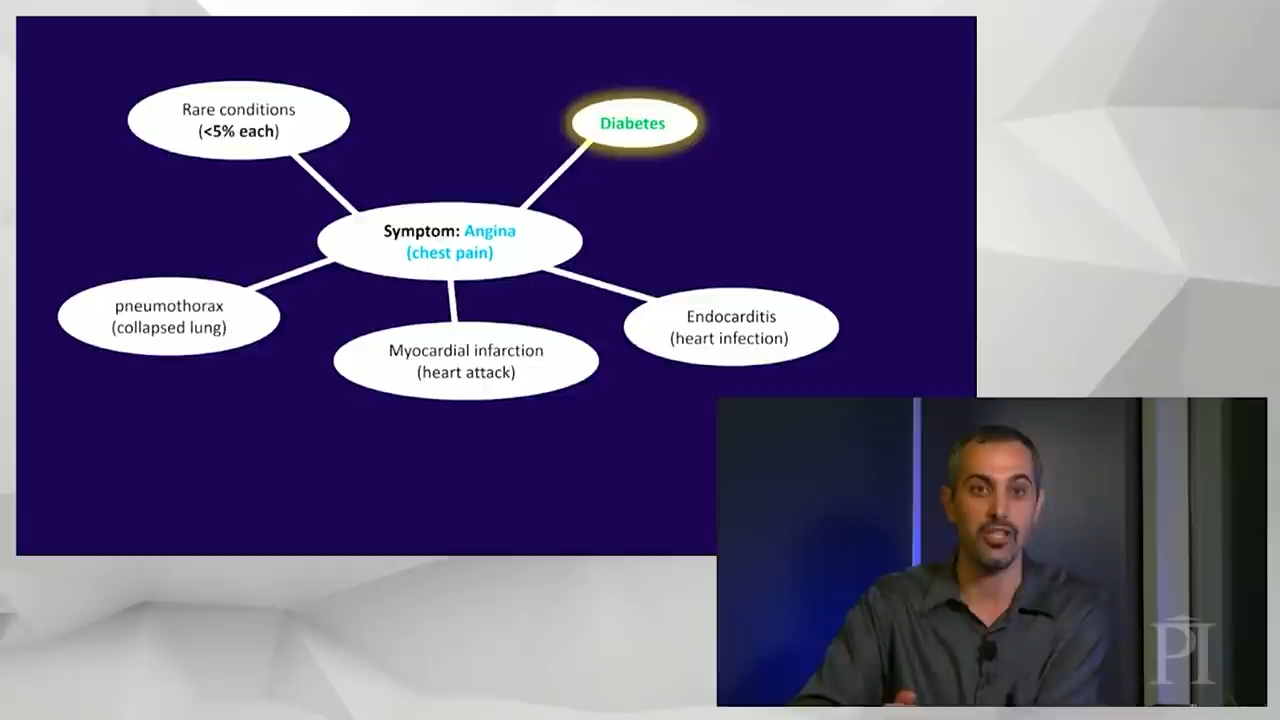 Rare conditions
(<5% each)
Diabetes
Symptom: Angina
(chest pain)
pneumothorax
(collapsed lung)
Myocardial infarction
(heart attack)
Endocarditis
(heart infection)
PI